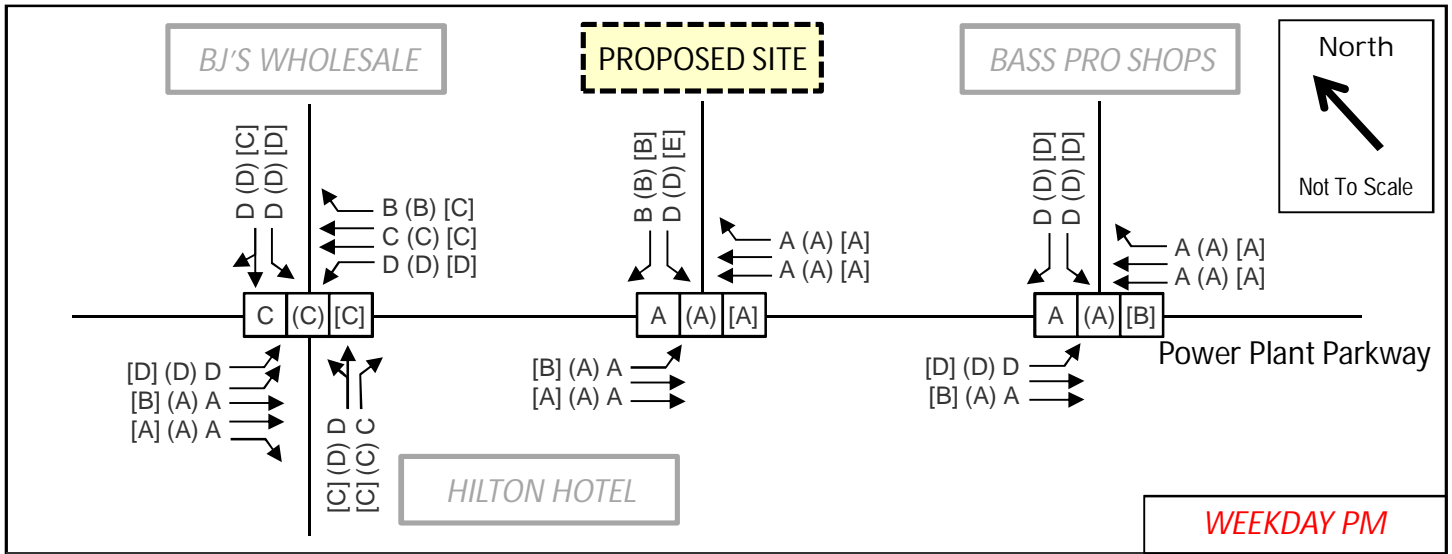 BJ'S WHOLESALE
PROPOSED SITE
BASS PRO SHOPS
North
Not To Scale
D (D) [C]
D (D) [D]
B (B) [C]
C (C) [C]
D (D) [D]
B (B) [B]
D (D) [E]
A (A) [A]
A (A) [A]
D (D) [D]
D (D) [D]
A (A) [A]
A (A) [A]
C (C) [C]
A (A) [A]
A (A) [B]
Power Plant Parkway
[D] (D) D
[B] (A) A
[A] (A) A
[C] (D) D
[C] (C) C
[B] (A) A
[A] (A) A
[D] (D) D
[B] (A) A
HILTON HOTEL
WEEKDAY PM